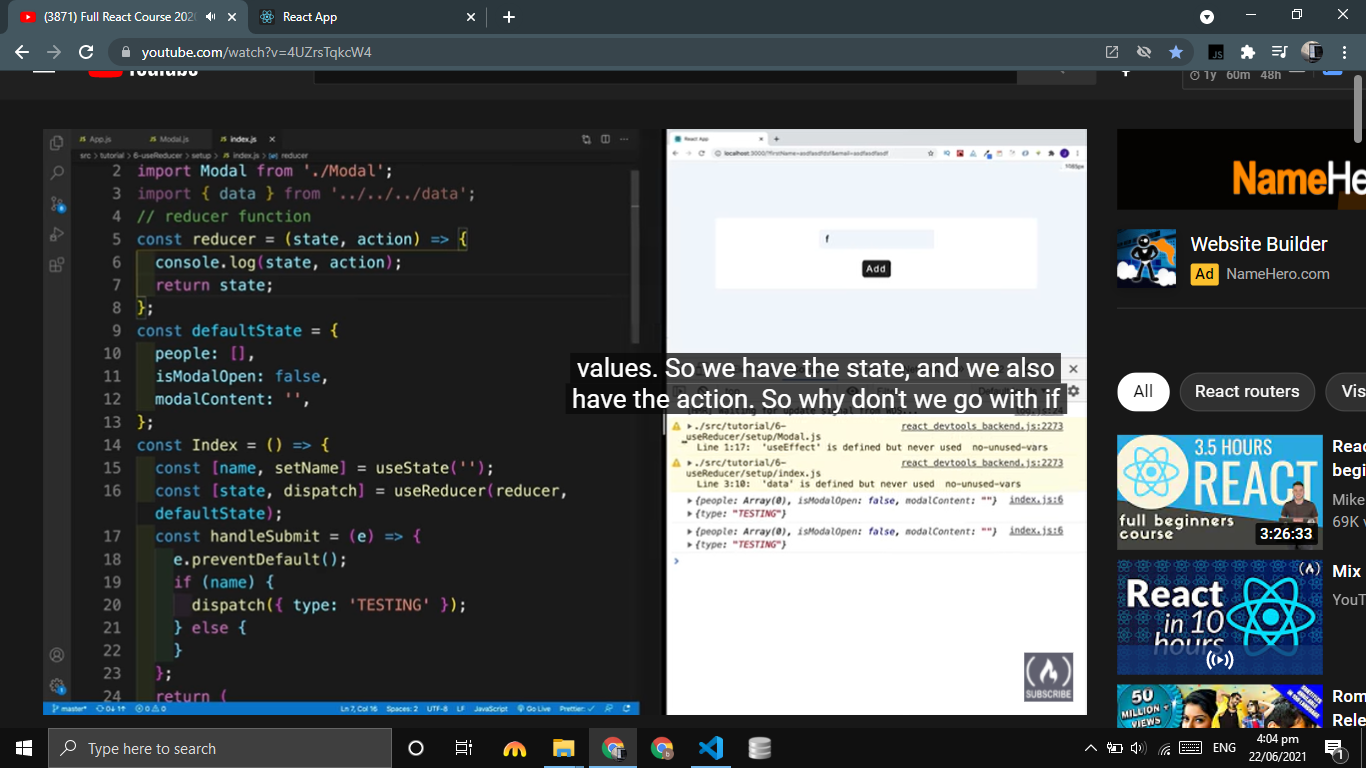 (3871) Full React Course 202
React App
youtube.com/watch?v=4UZrsTqkcW4
1y 60m 48h
App.js Modal.js index.js
src > tutorial > 6-useReducer > setup > index.js > reducer
2 import Modal from './Modal';
3 import { data } from '../../../data';
4 // reducer function
5 const reducer = (state, action) => {
6 console.log(state, action);
7 return state;
8 };
9 const defaultState = {
10 people: [],
11 isModalOpen: false,
12 modalContent: '',
13 };
14 const Index = () => {
15 const [name, setName] = useState('');
16 const [state, dispatch] = useReducer(reducer,
defaultState);
17 const handleSubmit = (e) => {
18 e.preventDefault();
19 if (name) {
20 dispatch({ type: 'TESTING' });
21 } else {
22 }
23 };
24 return (
master* 0↓ 1↑ 0 0
Ln 7, Col 16 Spaces: 2 UTF-8 LF JavaScript Go Live Prettier: ✓
React App
f
Add
values. So we have the state, and we also
have the action. So why don't we go with if
./src/tutorial/6- react_devtools_backend.js:2273
useReducer/setup/Modal.js
Line 1:17: 'useEffect' is defined but never used no-unused-vars
./src/tutorial/6- react_devtools_backend.js:2273
useReducer/setup/index.js
Line 3:10: 'data' is defined but never used no-unused-vars
{people: Array(0), isModalOpen: false, modalContent: ""} index.js:6
{type: "TESTING"}
{people: Array(0), isModalOpen: false, modalContent: ""} index.js:6
{type: "TESTING"}
SUBSCRIBE
NameHe
Website Builder
Ad NameHero.com
All React routers Vis
3.5 HOURS
REACT
full beginners
course
3:26:33
Reac
begi
Mike
69K v
React
in 10
hours
Mix
YouT
50
MILLION+
VIEWS
Rom
Rele
Type here to search
ENG
4:04 pm
22/06/2021
1